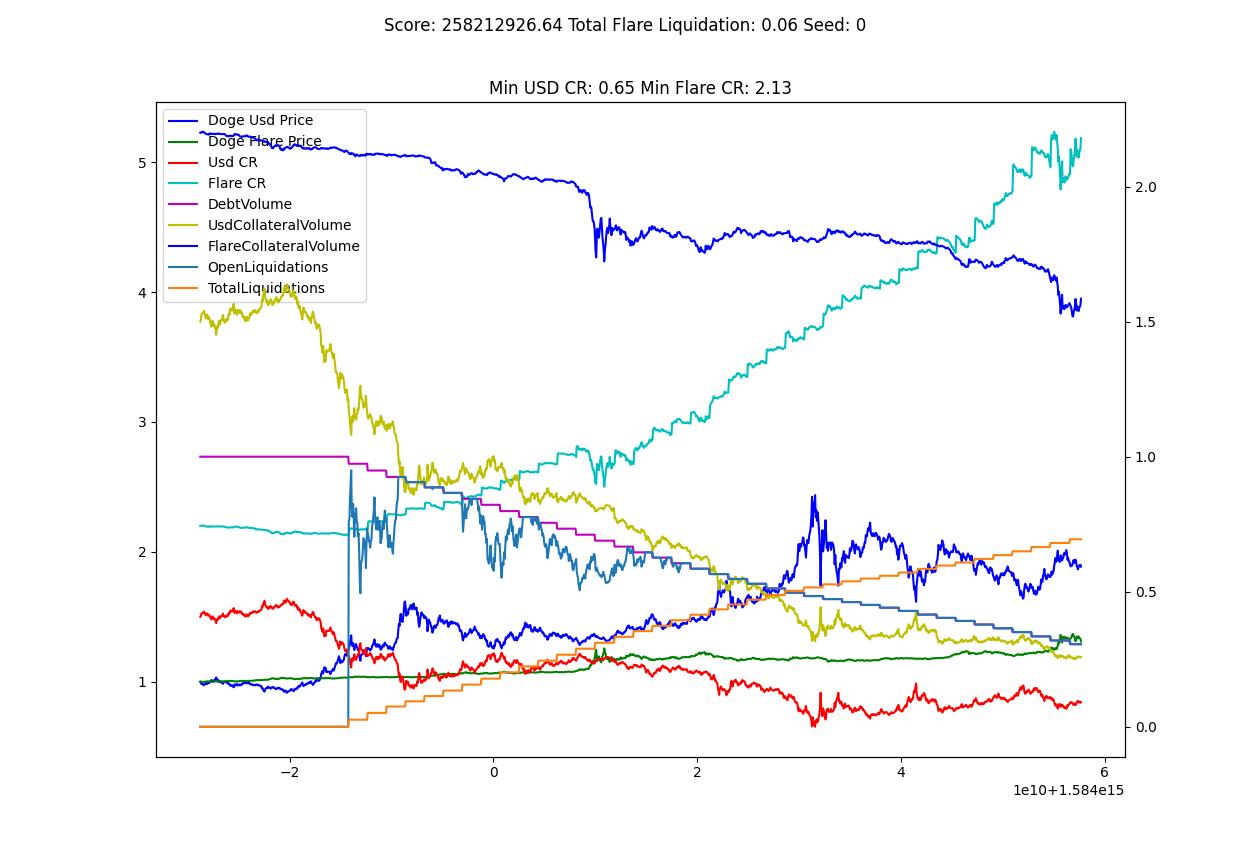 Score: 258212926.64 Total Flare Liquidation: 0.06 Seed: 0
Min USD CR: 0.65 Min Flare CR: 2.13
Doge Usd Price
Doge Flare Price
Usd CR
Flare CR
DebtVolume
UsdCollateralVolume
FlareCollateralVolume
OpenLiquidations
TotalLiquidations
5
4
3
2
1
2.0
1.5
1.0
0.5
0.0
−2
0
2
4
6
1e10+1.584e15